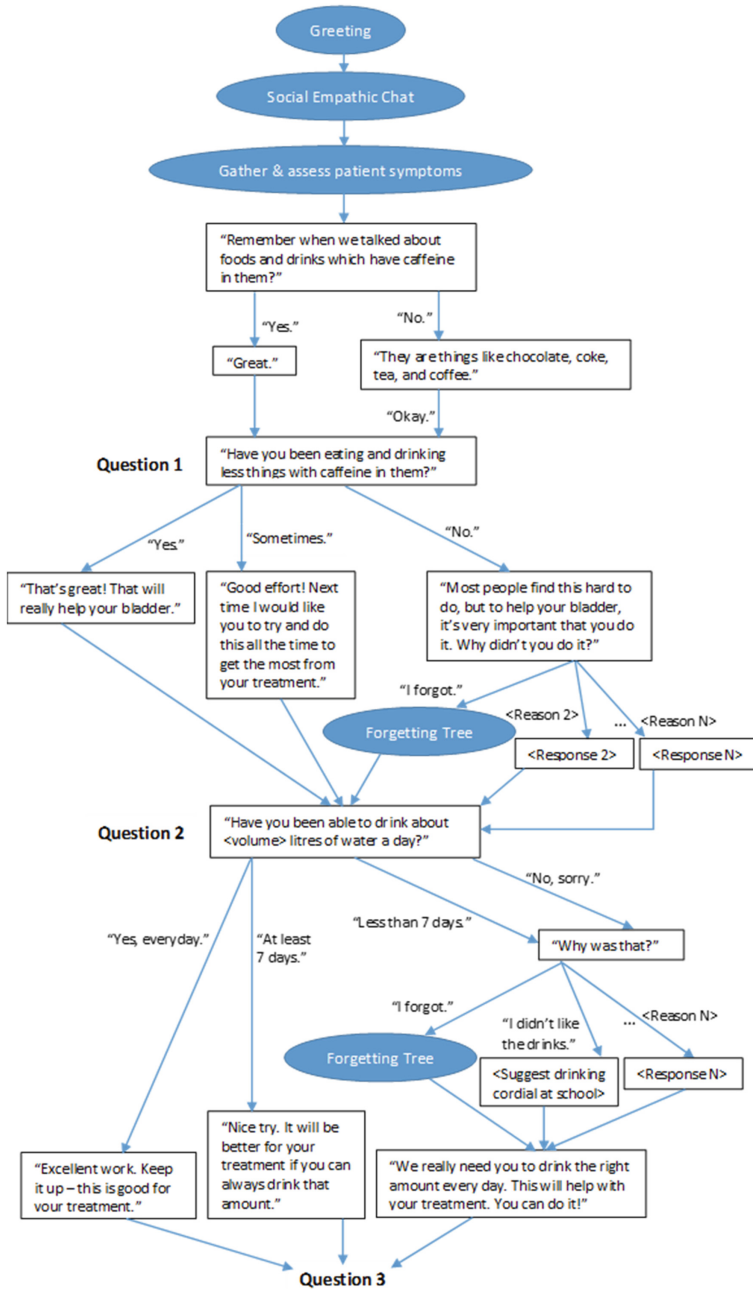 Greeting
Social Empathic Chat
Gather & assess patient symptoms
“Remember when we talked about
foods and drinks which have caffeine
in them?”
“Yes.”
“No.”
“Great.”
“They are things like chocolate, coke,
tea, and coffee.”
“Okay.”
Question 1
“Have you been eating and drinking
less things with caffeine in them?”
“Yes.”
“Sometimes.”
“No.”
“That’s great! That will
really help your bladder.”
“Good effort! Next
time I would like
you to try and do
this all the time to
get the most from
your treatment.”
“Most people find this hard to
do, but to help your bladder,
it’s very important that you do
it. Why didn’t you do it?”
“I forgot.”
<Reason 2>
... <Reason N>
Forgetting Tree
<Response 2>
<Response N>
Question 2
“Have you been able to drink about
<volume> litres of water a day?”
“No, sorry.”
“Yes, everyday.”
“At least
7 days.”
“Less than 7 days.”
“Why was that?”
“I forgot.”
“I didn’t like
the drinks.”
... <Reason N>
Forgetting Tree
<Suggest drinking
cordial at school>
<Response N>
“Excellent work. Keep
it up – this is good for
your treatment.”
“Nice try. It will be
better for your
treatment if you can
always drink that
amount.”
“We really need you to drink the right
amount every day. This will help with
your treatment. You can do it!”
Question 3